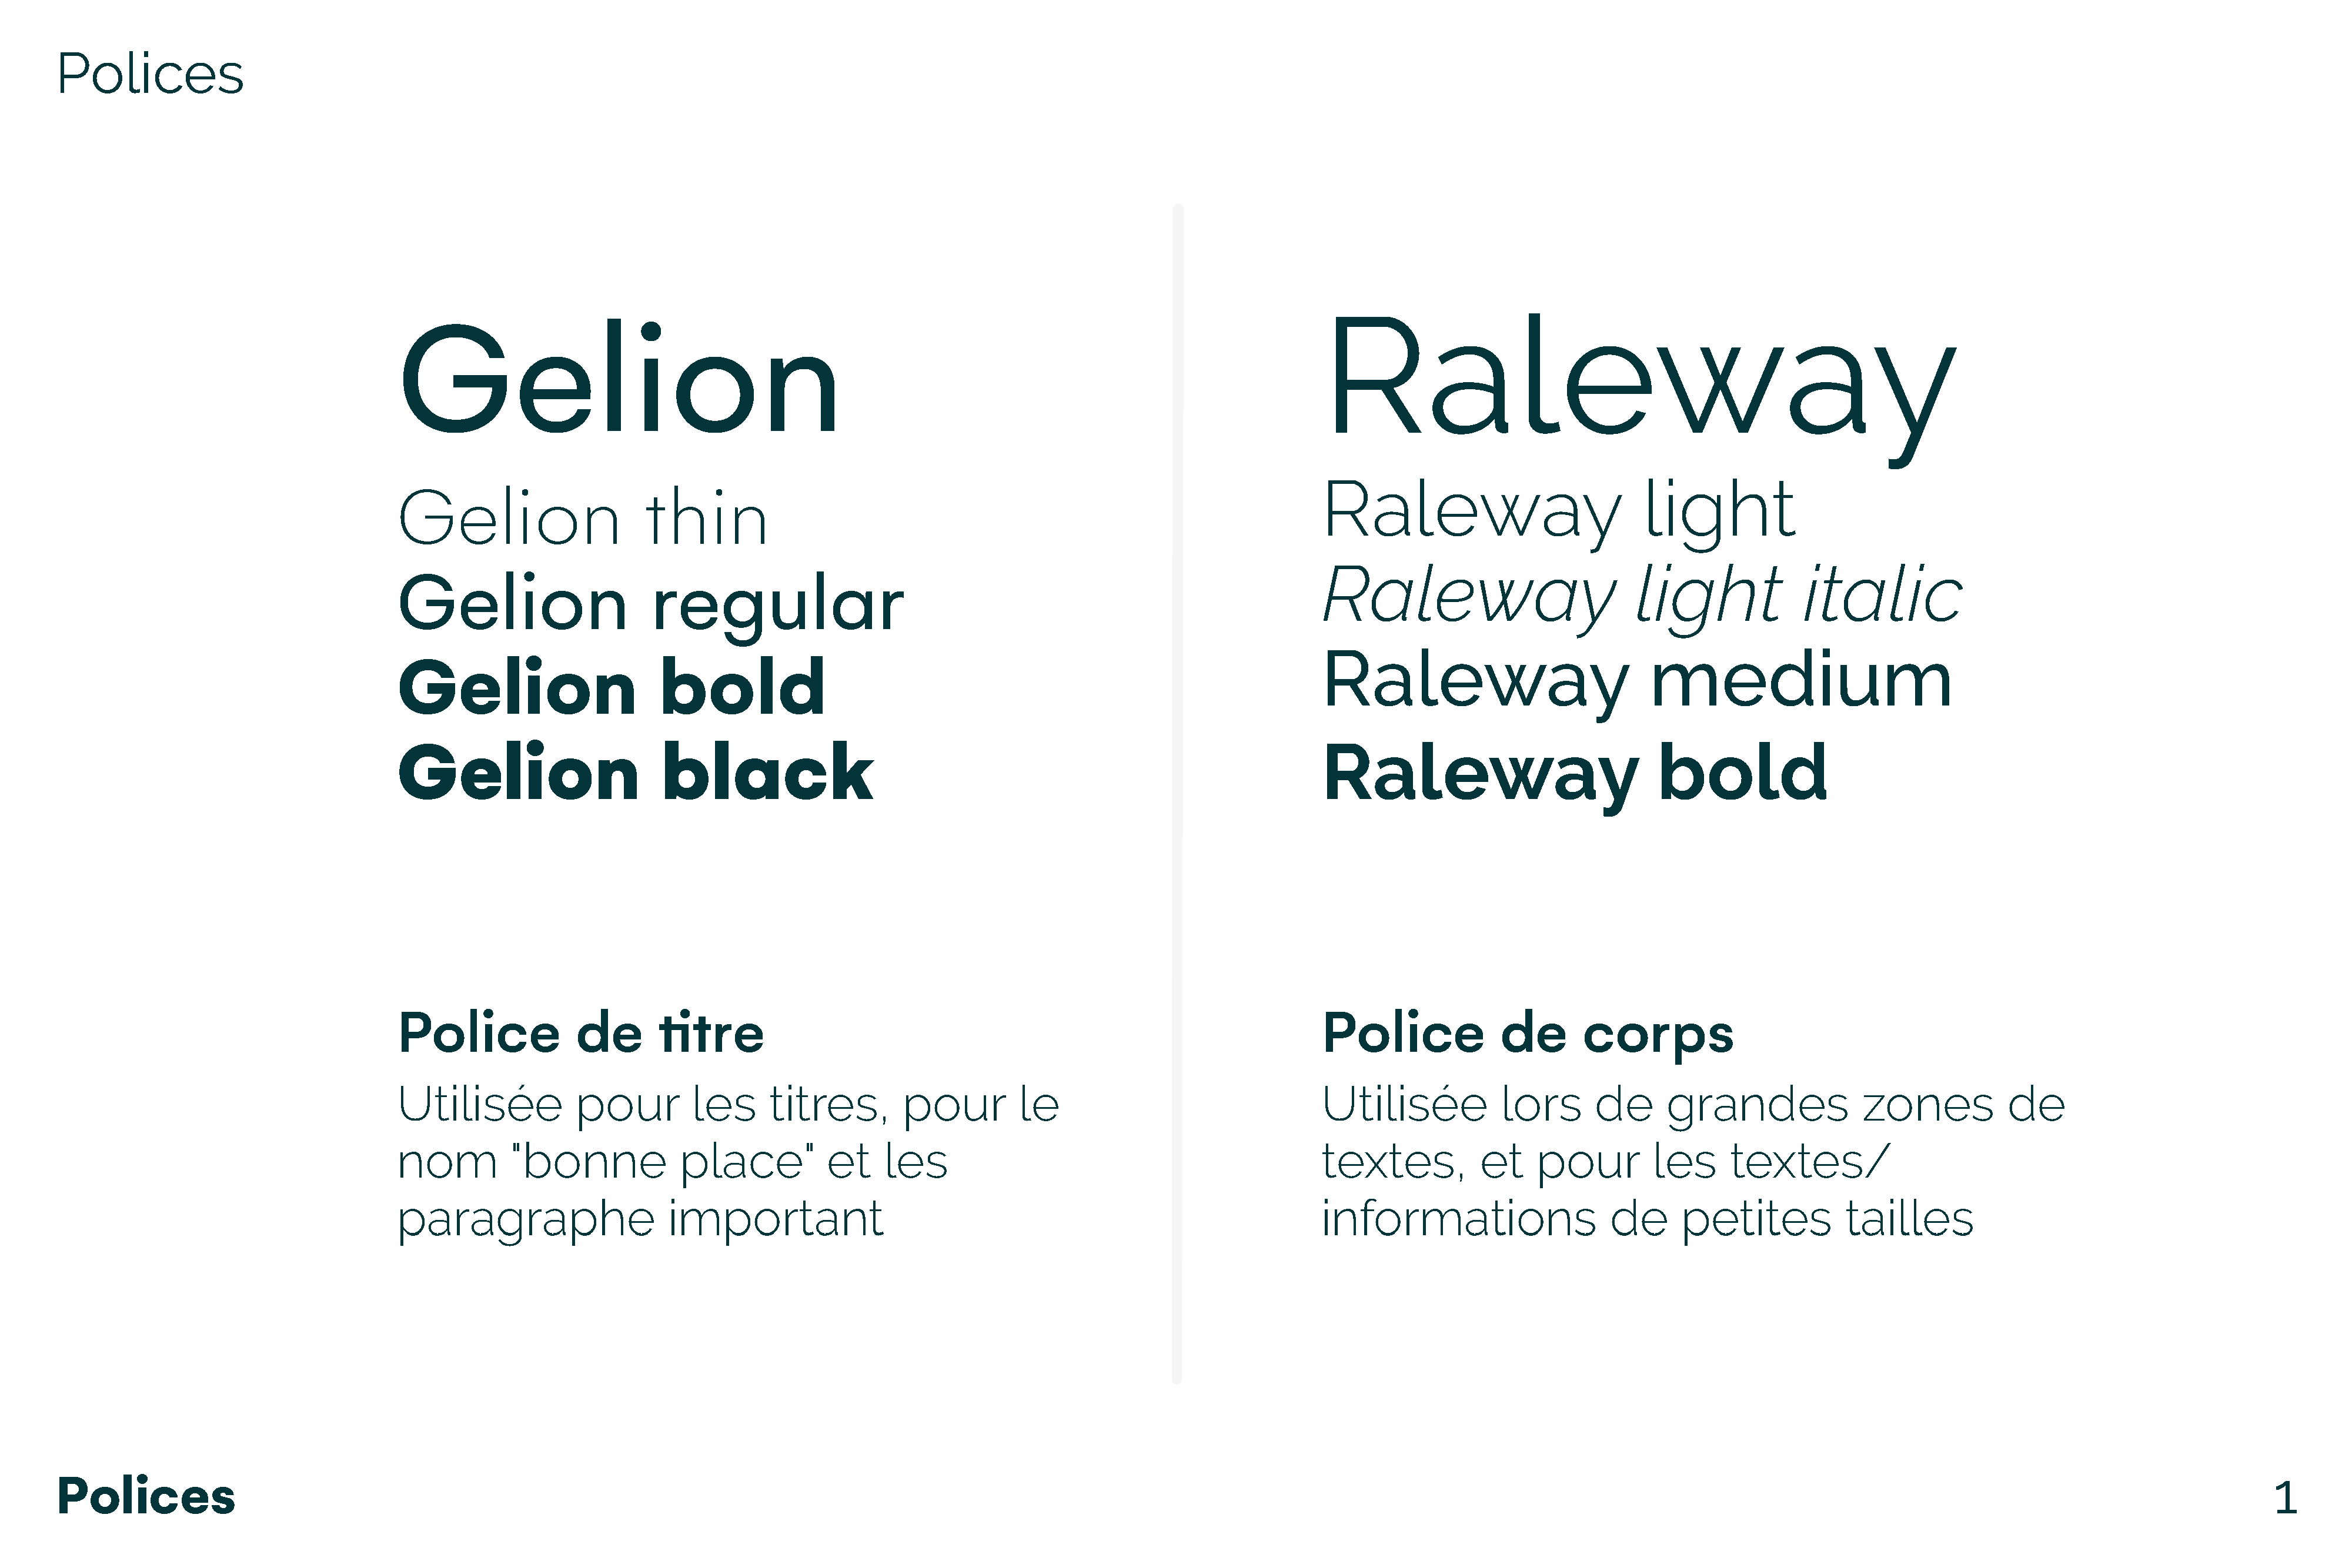 Polices
Gelion
Gelion thin
Gelion regular
Gelion bold
Gelion black
Police de titre
Utilisée pour les titres, pour le
nom "bonne place" et les
paragraphe important
Raleway
Raleway light
Raleway light italic
Raleway medium
Raleway bold
Police de corps
Utilisée lors de grandes zones de
textes, et pour les textes/
informations de petites tailles
Polices
1